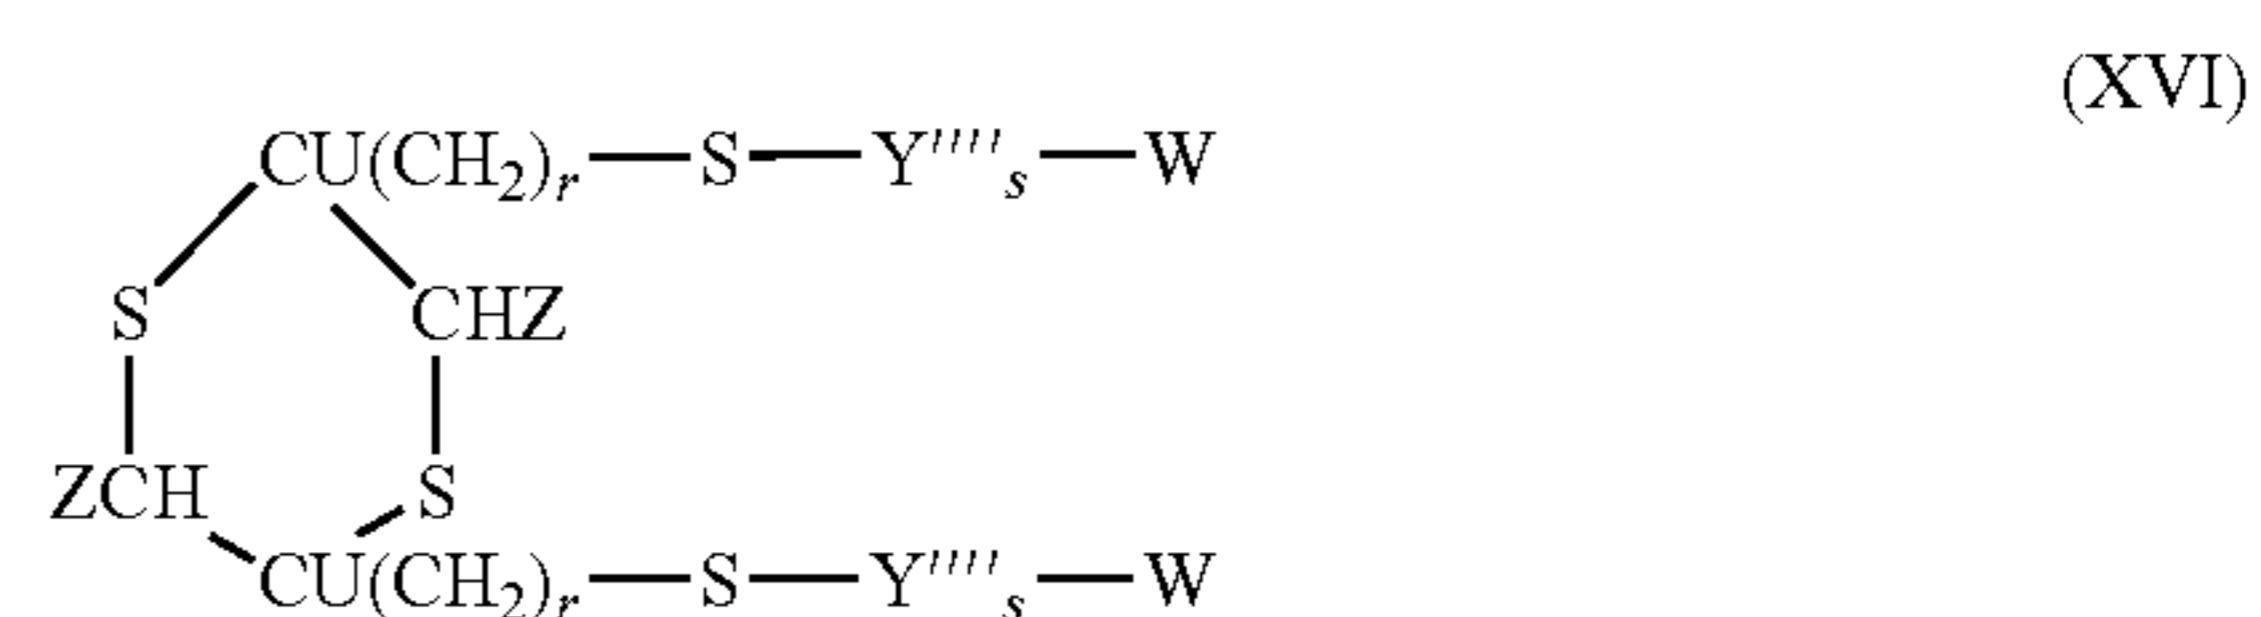 (XVI)
CU(CH₂)ᵣ—S—Y''''ₛ—W
S CHZ
ZCH S
CU(CH₂)ᵣ—S—Y''''ₛ—W